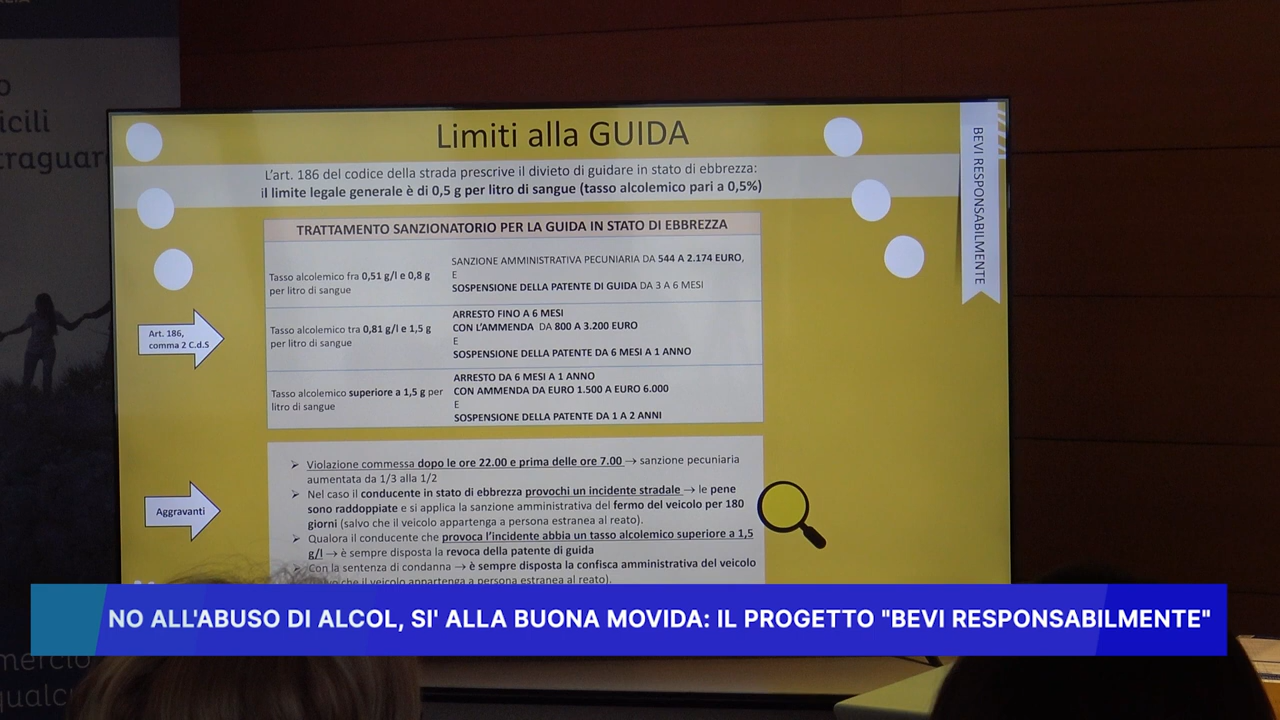 icili
traguar
Limiti alla GUIDA
L'art. 186 del codice della strada prescrive il divieto di guidare in stato di ebbrezza:
il limite legale generale è di 0,5 g per litro di sangue (tasso alcolemico pari a 0,5%)
BEVI RESPONSABILMENTE
TRATTAMENTO SANZIONATORIO PER LA GUIDA IN STATO DI EBBREZZA
Tasso alcolemico fra 0,51 g/l e 0,8 g
per litro di sangue
SANZIONE AMMINISTRATIVA PECUNIARIA DA 544 A 2.174 EURO,
E
SOSPENSIONE DELLA PATENTE DI GUIDA DA 3 A 6 MESI
Art. 186,
comma 2 C.d.S
Tasso alcolemico tra 0,81 g/l e 1,5 g
per litro di sangue
ARRESTO FINO A 6 MESI
CON L'AMMENDA DA 800 A 3.200 EURO
E
SOSPENSIONE DELLA PATENTE DA 6 MESI A 1 ANNO
Tasso alcolemico superiore a 1,5 g per
litro di sangue
ARRESTO DA 6 MESI A 1 ANNO
CON AMMENDA DA EURO 1.500 A EURO 6.000
E
SOSPENSIONE DELLA PATENTE DA 1 A 2 ANNI
Aggravanti
➢ Violazione commessa dopo le ore 22.00 e prima delle ore 7.00 → sanzione pecuniaria
aumentata da 1/3 alla 1/2
➢ Nel caso il conducente in stato di ebbrezza provochi un incidente stradale → le pene
sono raddoppiate e si applica la sanzione amministrativa del fermo del veicolo per 180
giorni (salvo che il veicolo appartenga a persona estranea al reato).
➢ Qualora il conducente che provoca l'incidente abbia un tasso alcolemico superiore a 1,5
g/l → è sempre disposta la revoca della patente di guida
➢ Con la sentenza di condanna → è sempre disposta la confisca amministrativa del veicolo
che il veicolo appartenga a persona estranea al reato).
NO ALL'ABUSO DI ALCOL, SI' ALLA BUONA MOVIDA: IL PROGETTO "BEVI RESPONSABILMENTE"
mercio
qualcu